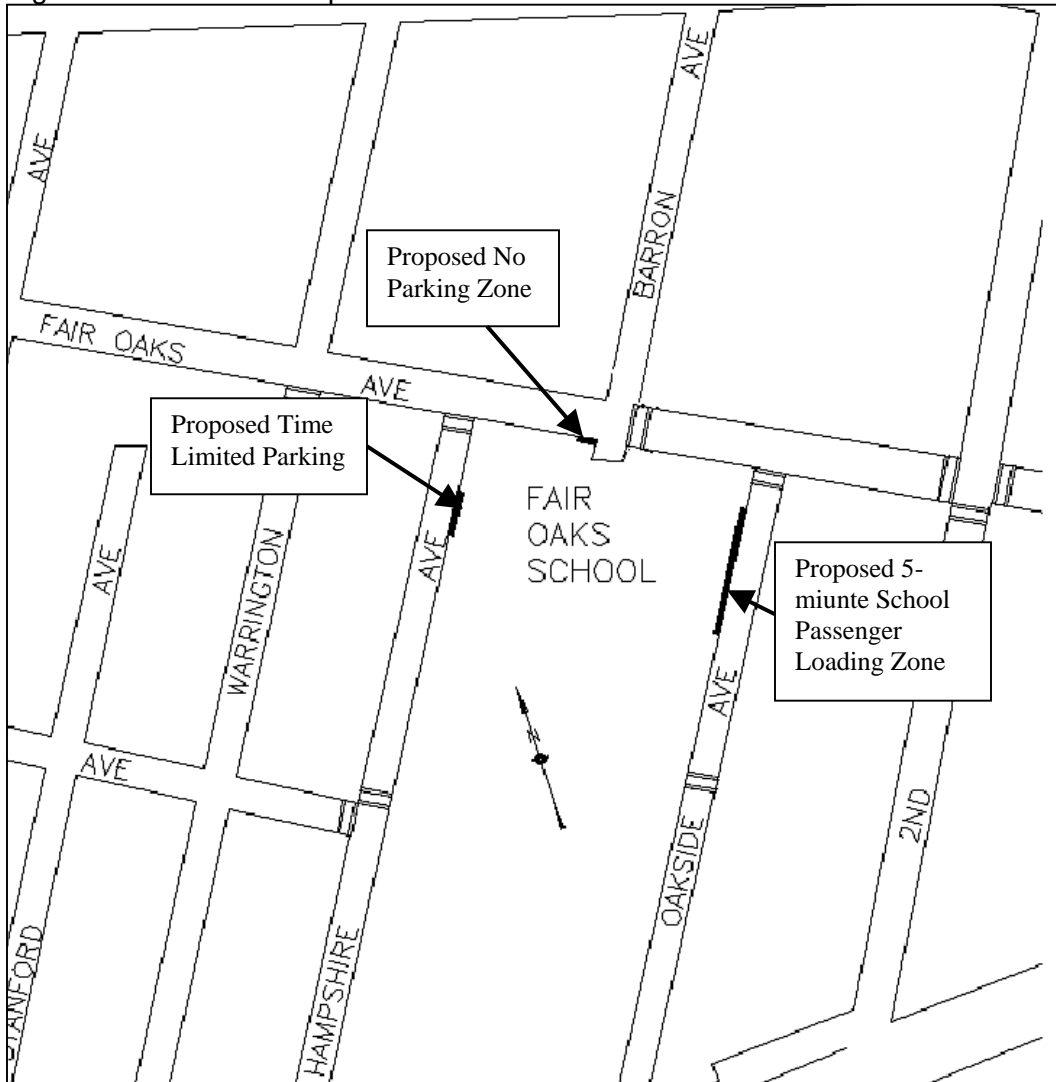 AVE
AVE
BARRON
Proposed No
Parking Zone
FAIR OAKS
AVE
Proposed Time
Limited Parking
FAIR
OAKS
SCHOOL
AVE
AVE
WARRINGTON
Proposed 5-
miunte School
Passenger
Loading Zone
AVE
N
AVE
OAKSIDE
2ND
STANFORD
HAMPSHIRE